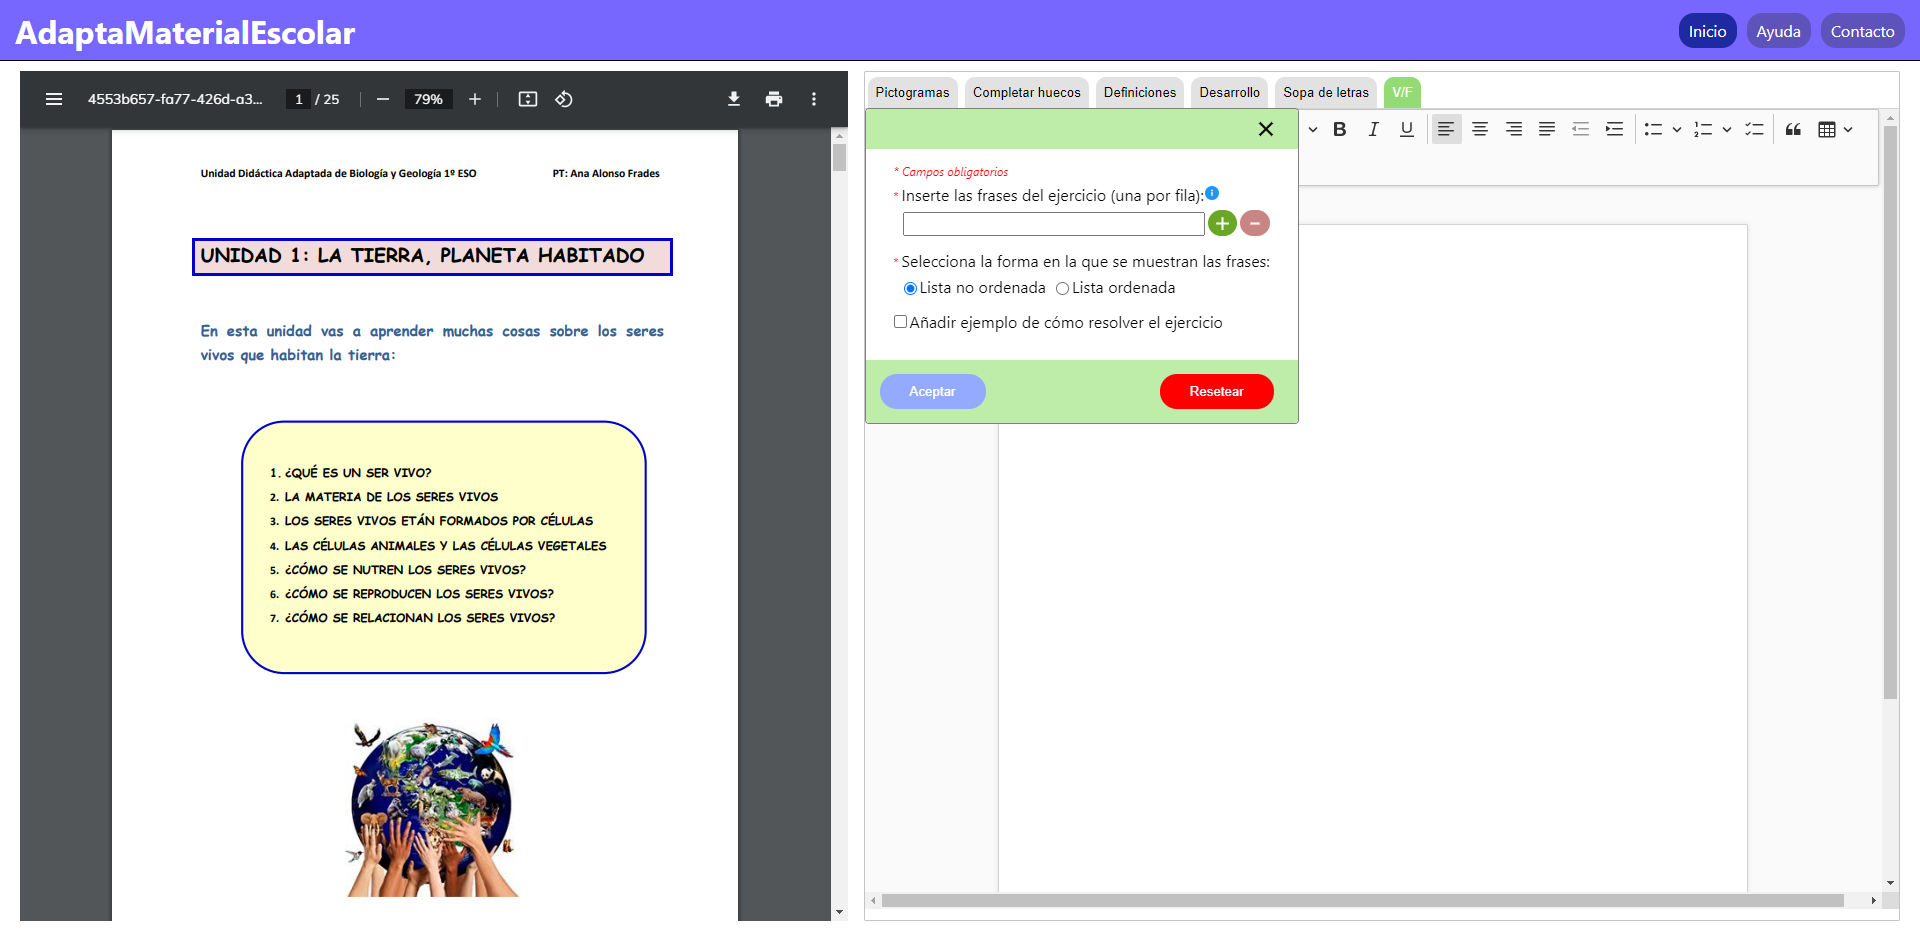 AdaptaMaterialEscolar
Inicio
Ayuda
Contacto
4553b657-fa77-426d-a3...
1 / 25
79%
Unidad Didáctica Adaptada de Biología y Geología 1º ESO
PT: Ana Alonso Frades
UNIDAD 1: LA TIERRA, PLANETA HABITADO
En esta unidad vas a aprender muchas cosas sobre los seres
vivos que habitan la tierra:
1. ¿QUÉ ES UN SER VIVO?
2. LA MATERIA DE LOS SERES VIVOS
3. LOS SERES VIVOS ETÁN FORMADOS POR CÉLULAS
4. LAS CÉLULAS ANIMALES Y LAS CÉLULAS VEGETALES
5. ¿CÓMO SE NUTREN LOS SERES VIVOS?
6. ¿CÓMO SE REPRODUCEN LOS SERES VIVOS?
7. ¿CÓMO SE RELACIONAN LOS SERES VIVOS?
Pictogramas
Completar huecos
Definiciones
Desarrollo
Sopa de letras
V/F
* Campos obligatorios
* Inserte las frases del ejercicio (una por fila):
* Selecciona la forma en la que se muestran las frases:
Lista no ordenada
Lista ordenada
Añadir ejemplo de cómo resolver el ejercicio
Aceptar
Resetear